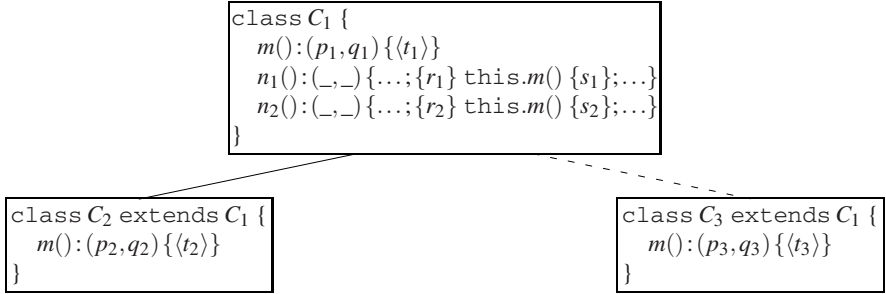 class C₁ {
m():(p₁,q₁){⟨t₁⟩}
n₁():(_,_){…;{r₁} this.m() {s₁};…}
n₂():(_,_){…;{r₂} this.m() {s₂};…}
}
class C₂ extends C₁ {
m():(p₂,q₂){⟨t₂⟩}
}
class C₃ extends C₁ {
m():(p₃,q₃){⟨t₃⟩}
}